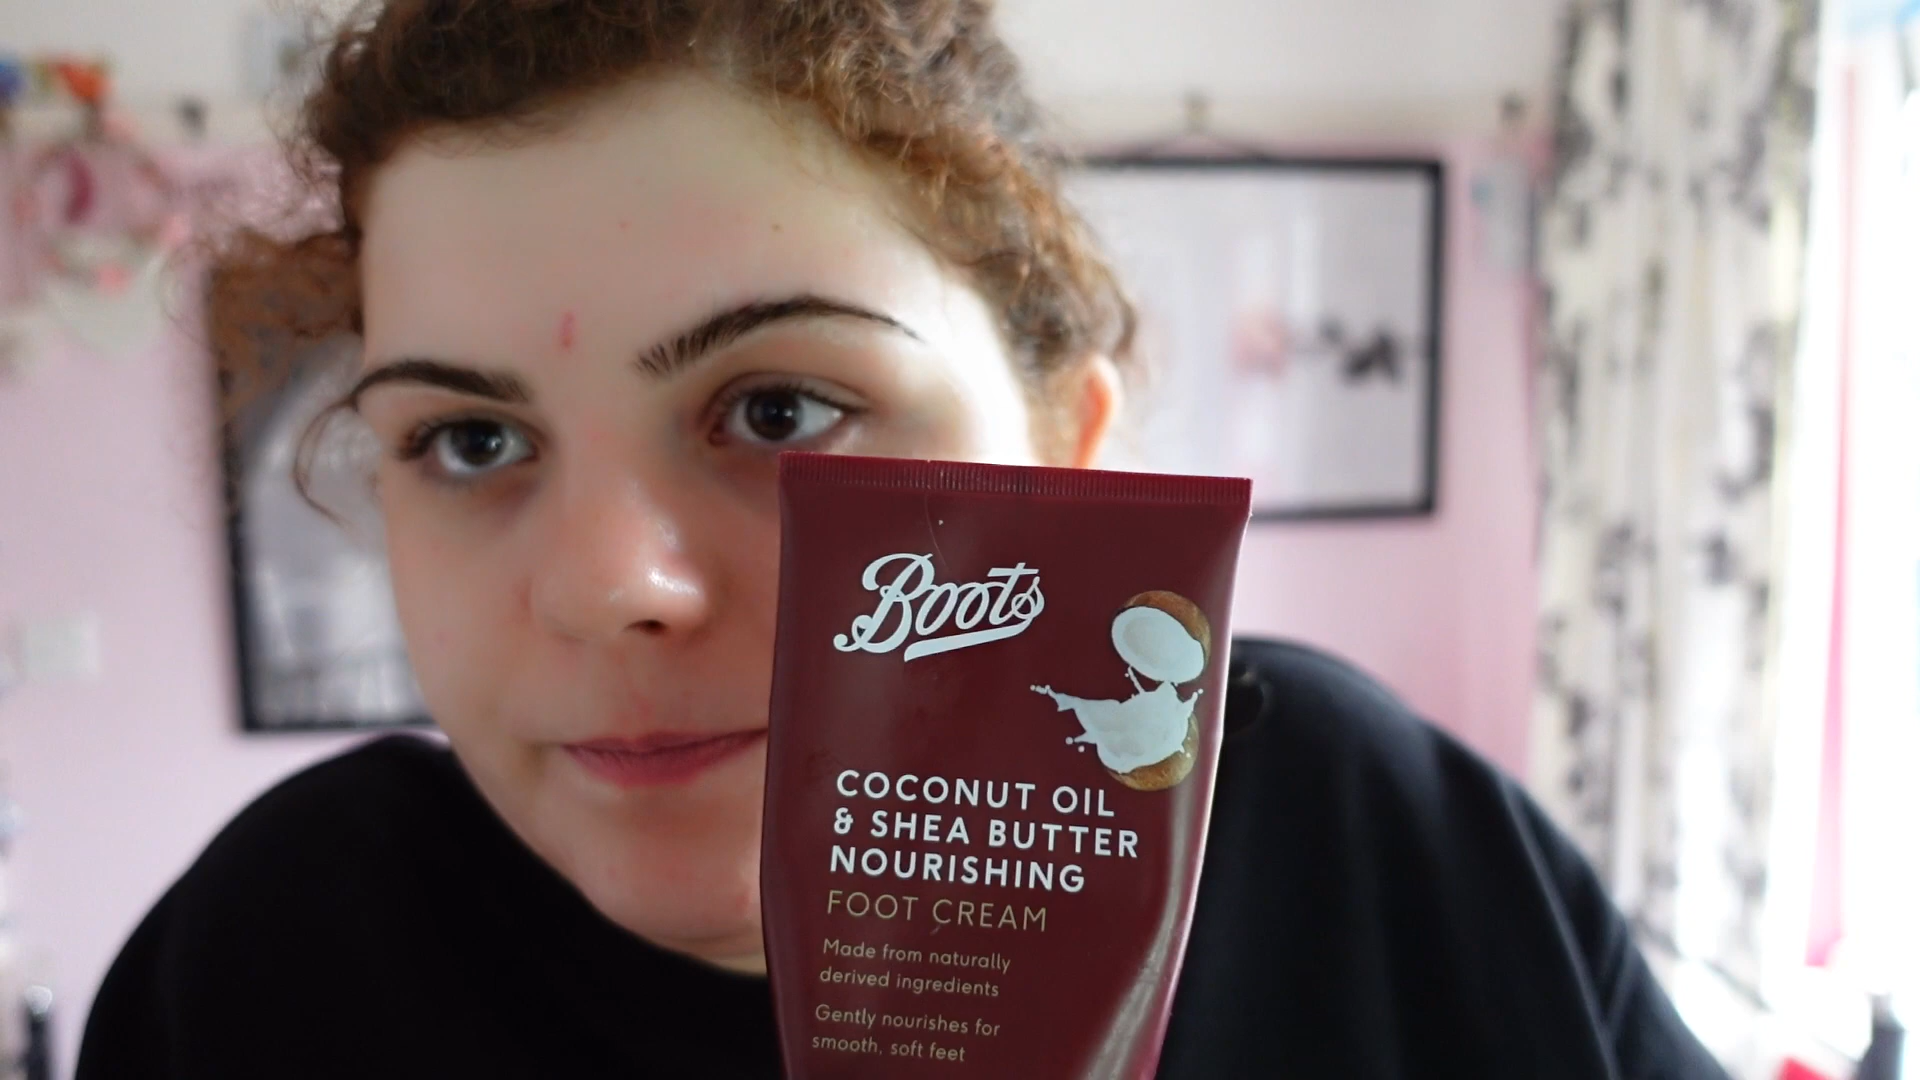 Boots
COCONUT OIL
& SHEA BUTTER
NOURISHING
FOOT CREAM
Made from naturally
derived ingredients
Gently nourishes for
smooth, soft feet